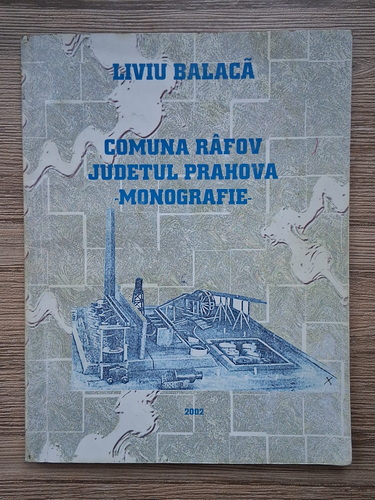 LIVIU BALACĂ
COMUNA RÂFOV
JUDETUL PRAHOVA
-MONOGRAFIE-
2002